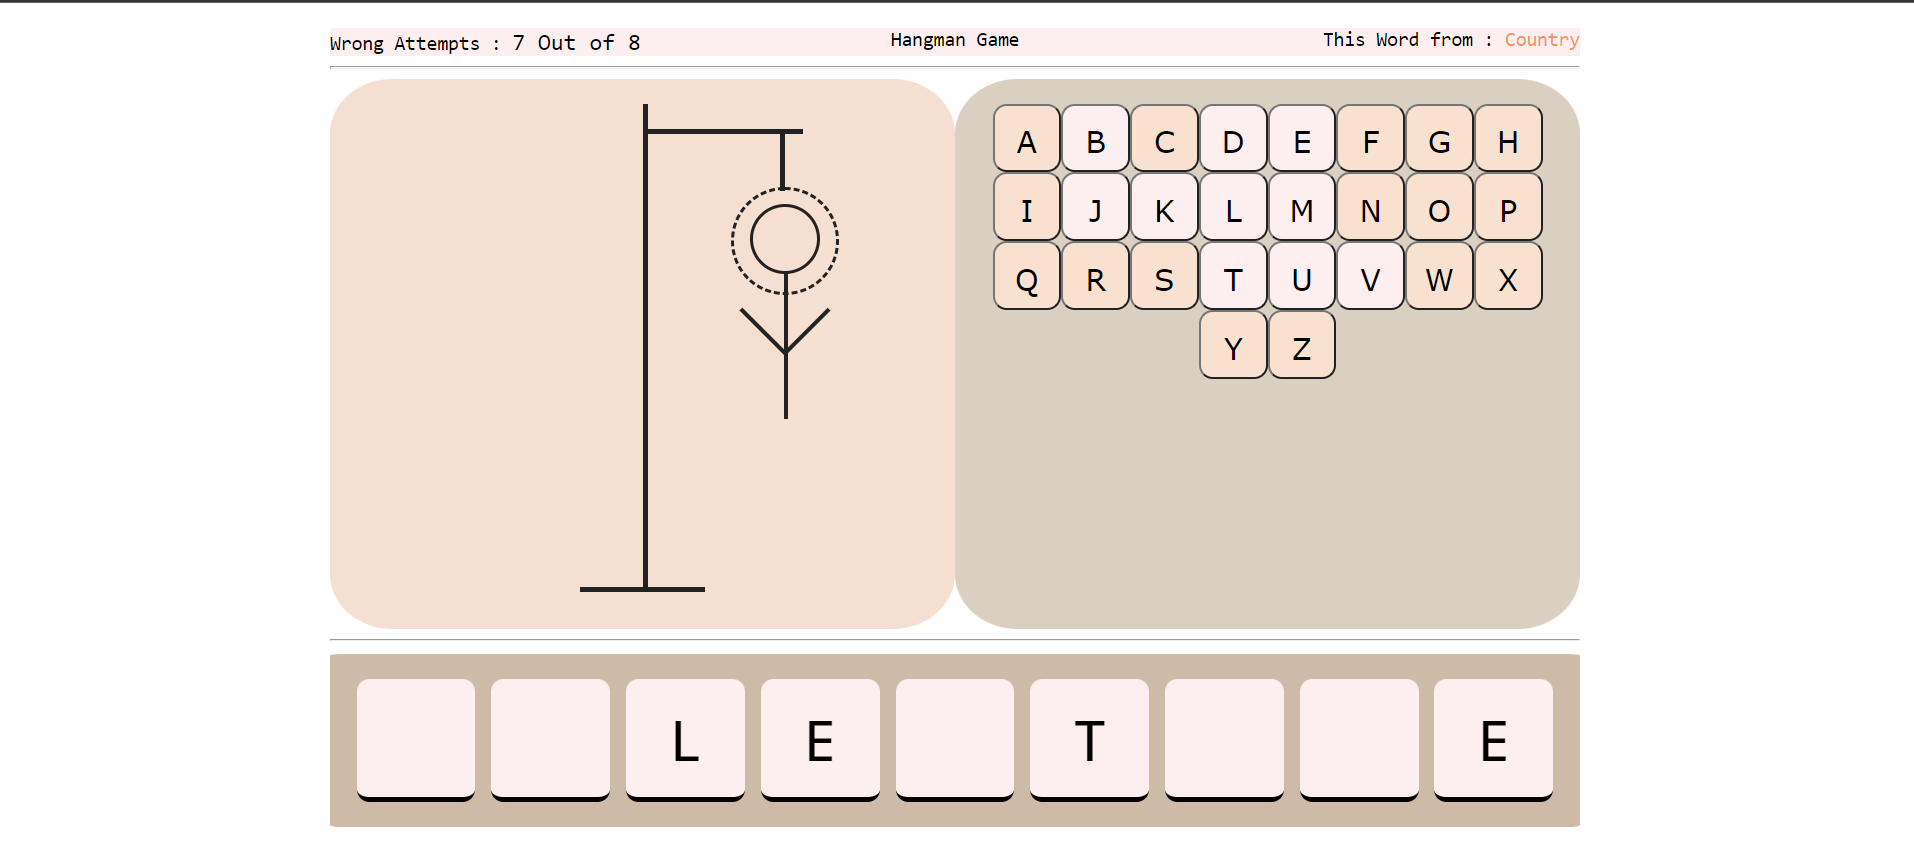 Wrong Attempts : 7 Out of 8 Hangman Game This Word from : Country
A B C D E F G H
I J K L M N O P
Q R S T U V W X
Y Z
L E T E